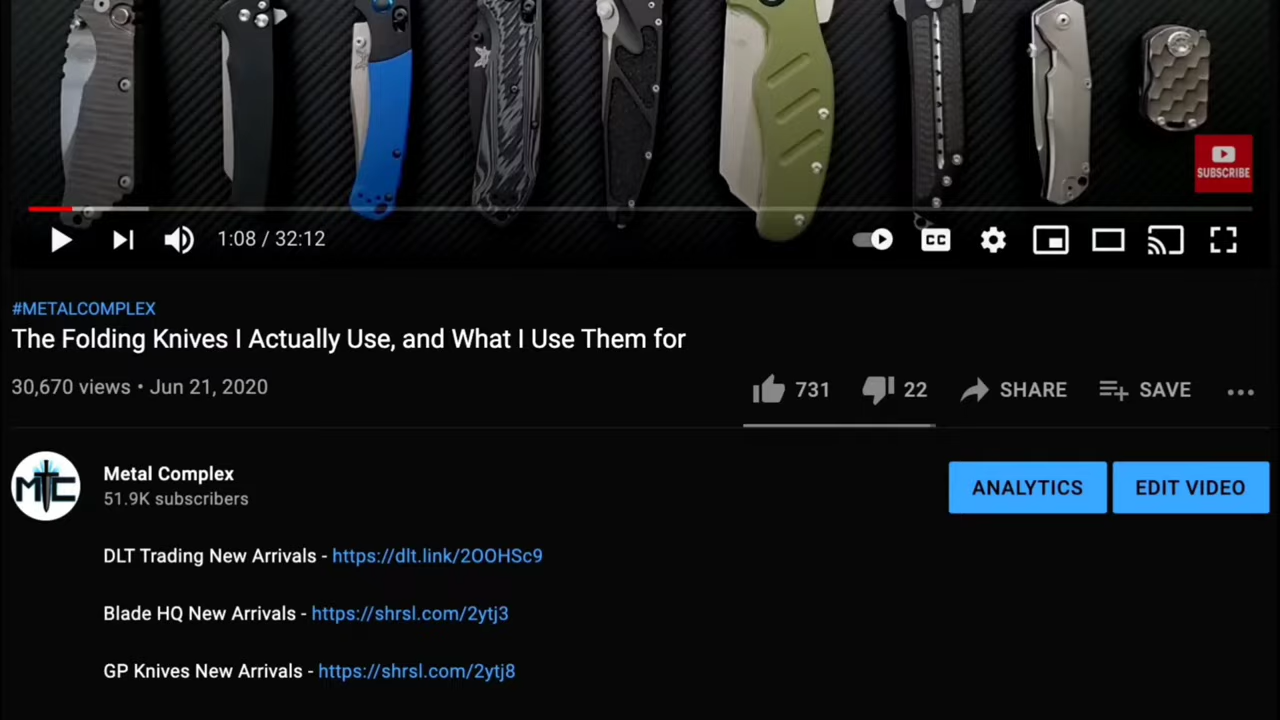 SUBSCRIBE
1:08 / 32:12
CC
#METALCOMPLEX
The Folding Knives I Actually Use, and What I Use Them for
30,670 views • Jun 21, 2020
731 22 SHARE SAVE
MTC
Metal Complex
51.9K subscribers
ANALYTICS EDIT VIDEO
DLT Trading New Arrivals - https://dlt.link/2OOHSc9
Blade HQ New Arrivals - https://shrsl.com/2ytj3
GP Knives New Arrivals - https://shrsl.com/2ytj8